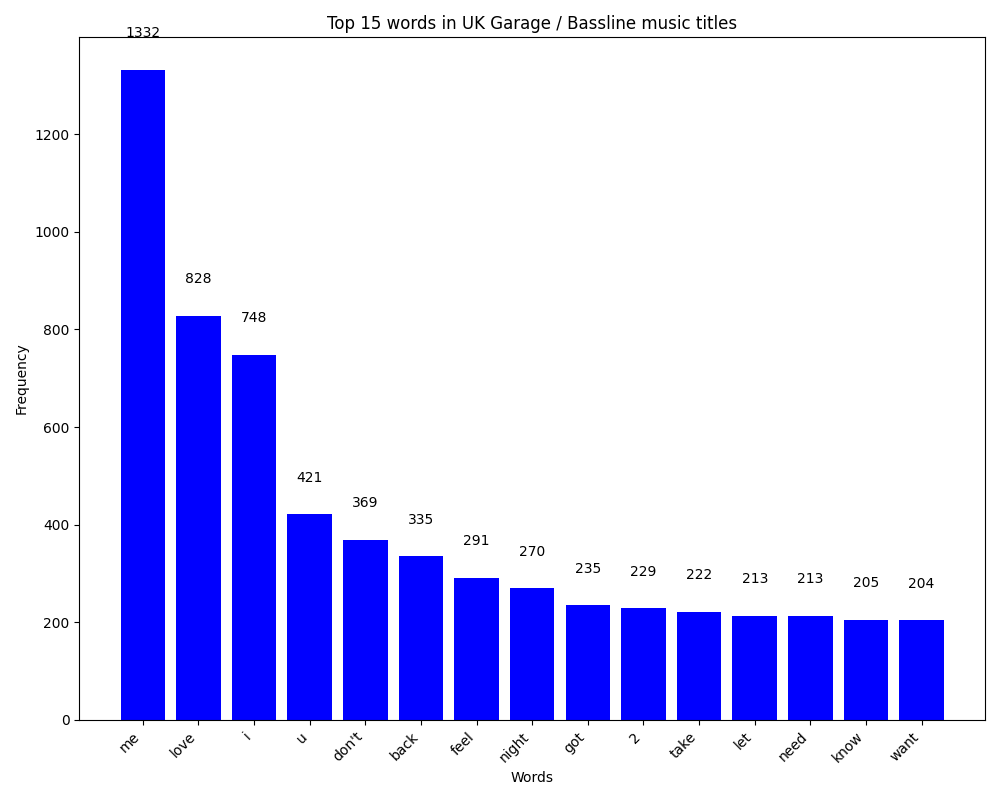 Top 15 words in UK Garage / Bassline music titles
1332
828
748
421
369
335
291
270
235
229
222
213
213
205
204
1200
1000
800
600
400
200
0
Frequency
me
love
i
u
don't
back
feel
night
got
2
take
let
need
know
want
Words